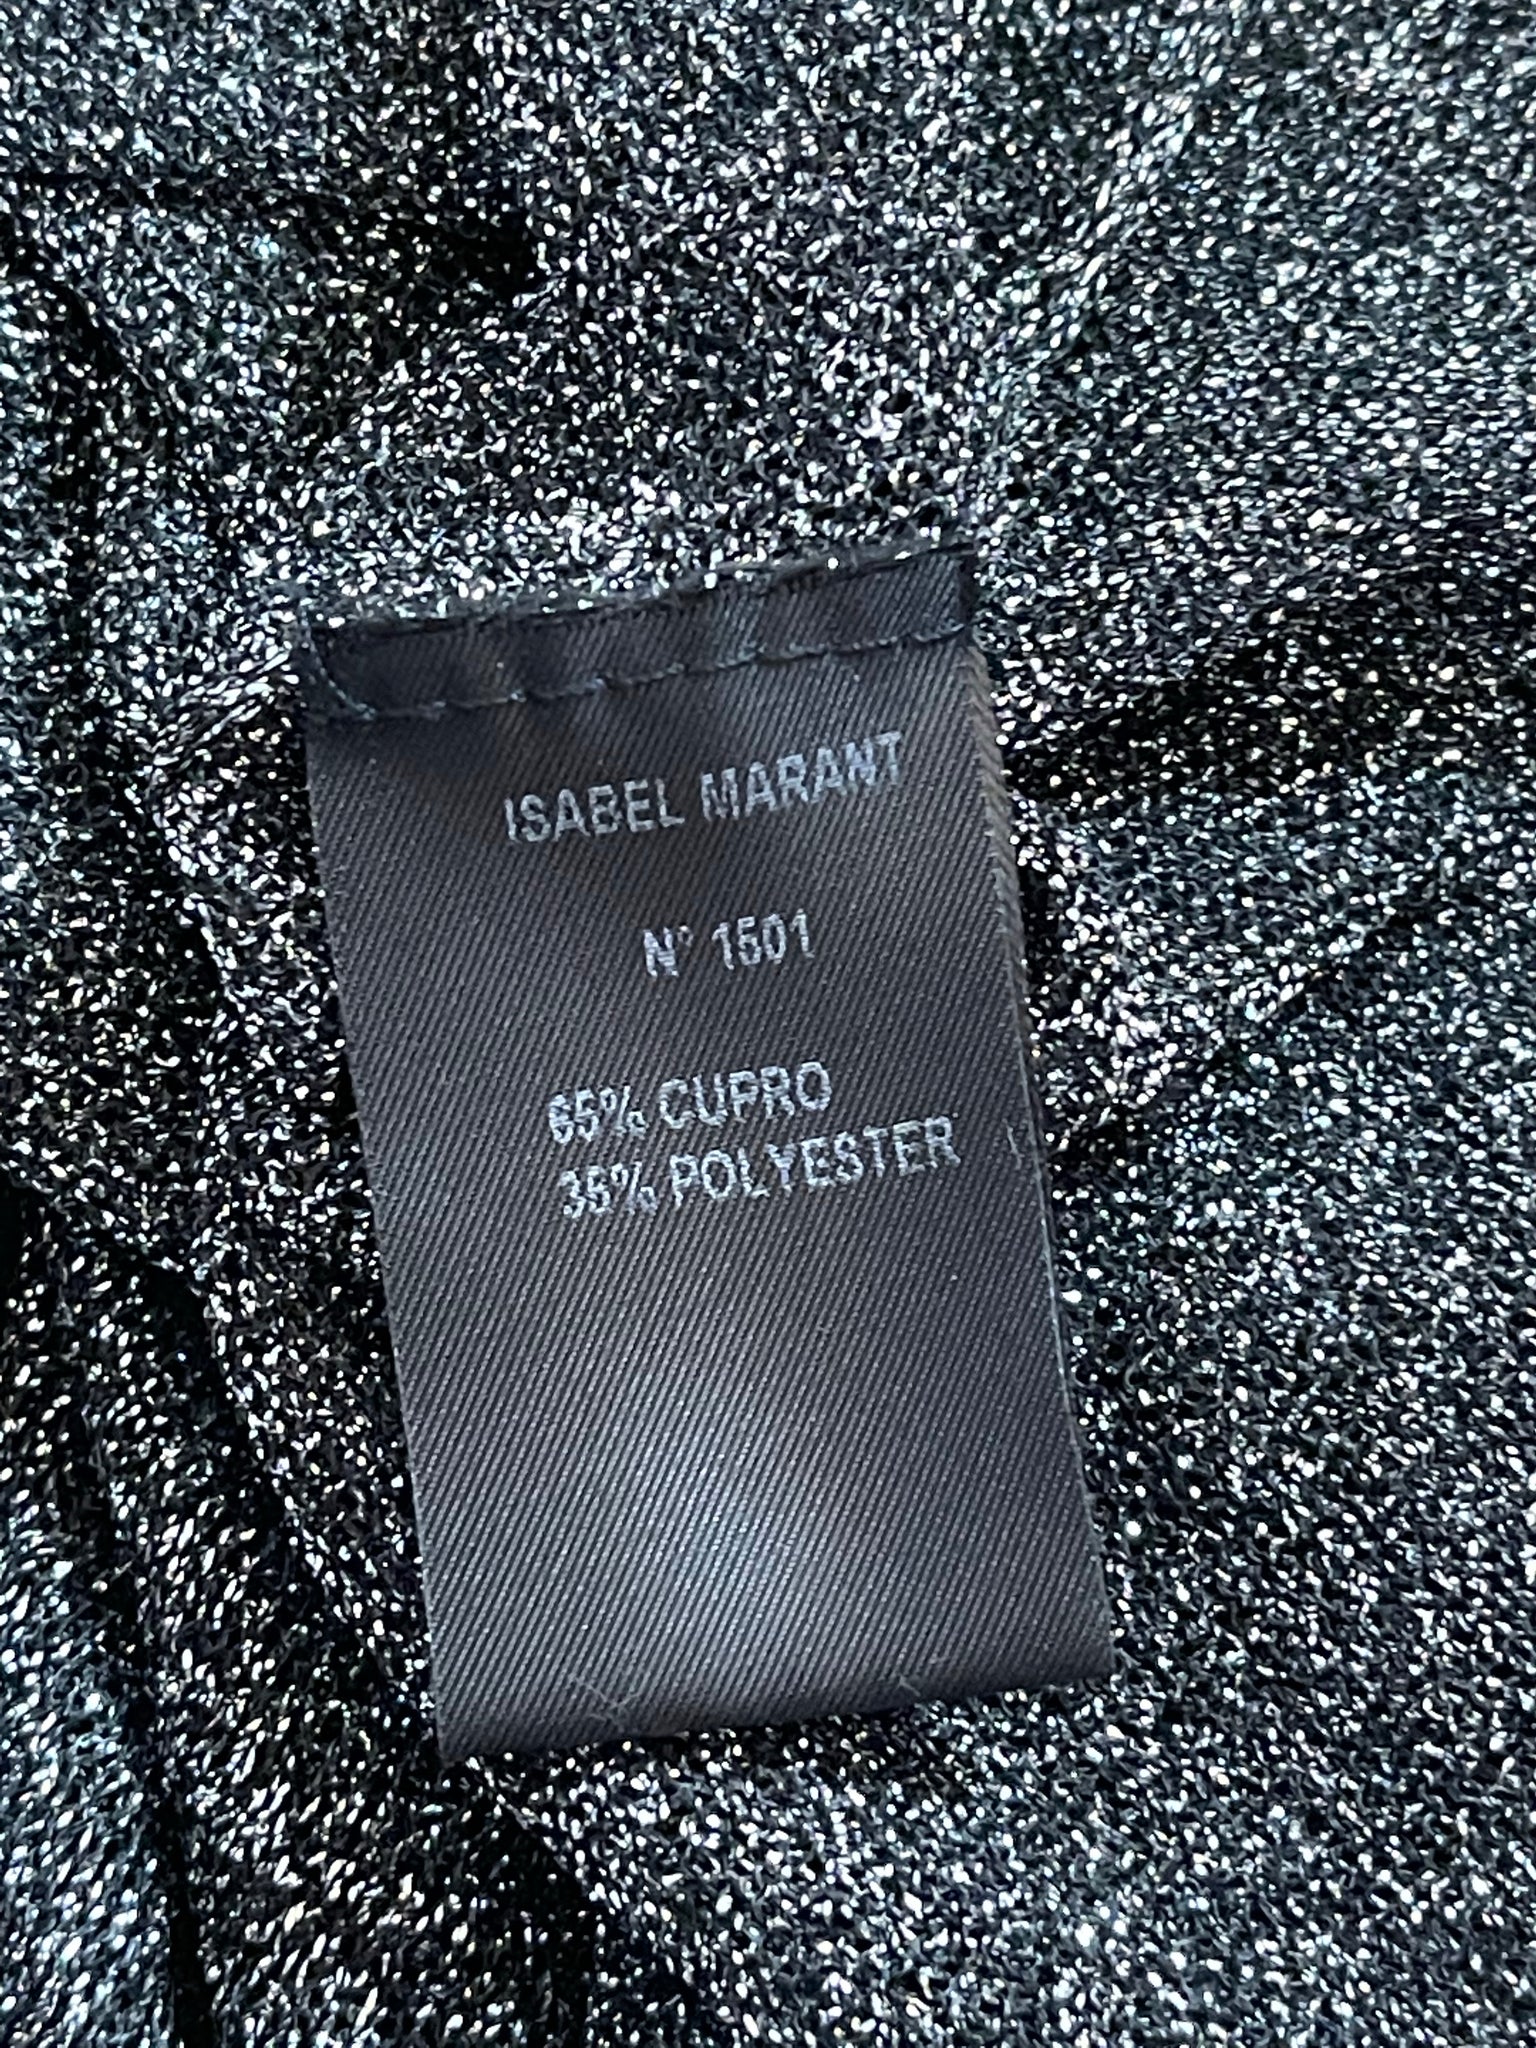 ISABEL MARANT
N° 1501
65% CUPRO
35% POLYESTER